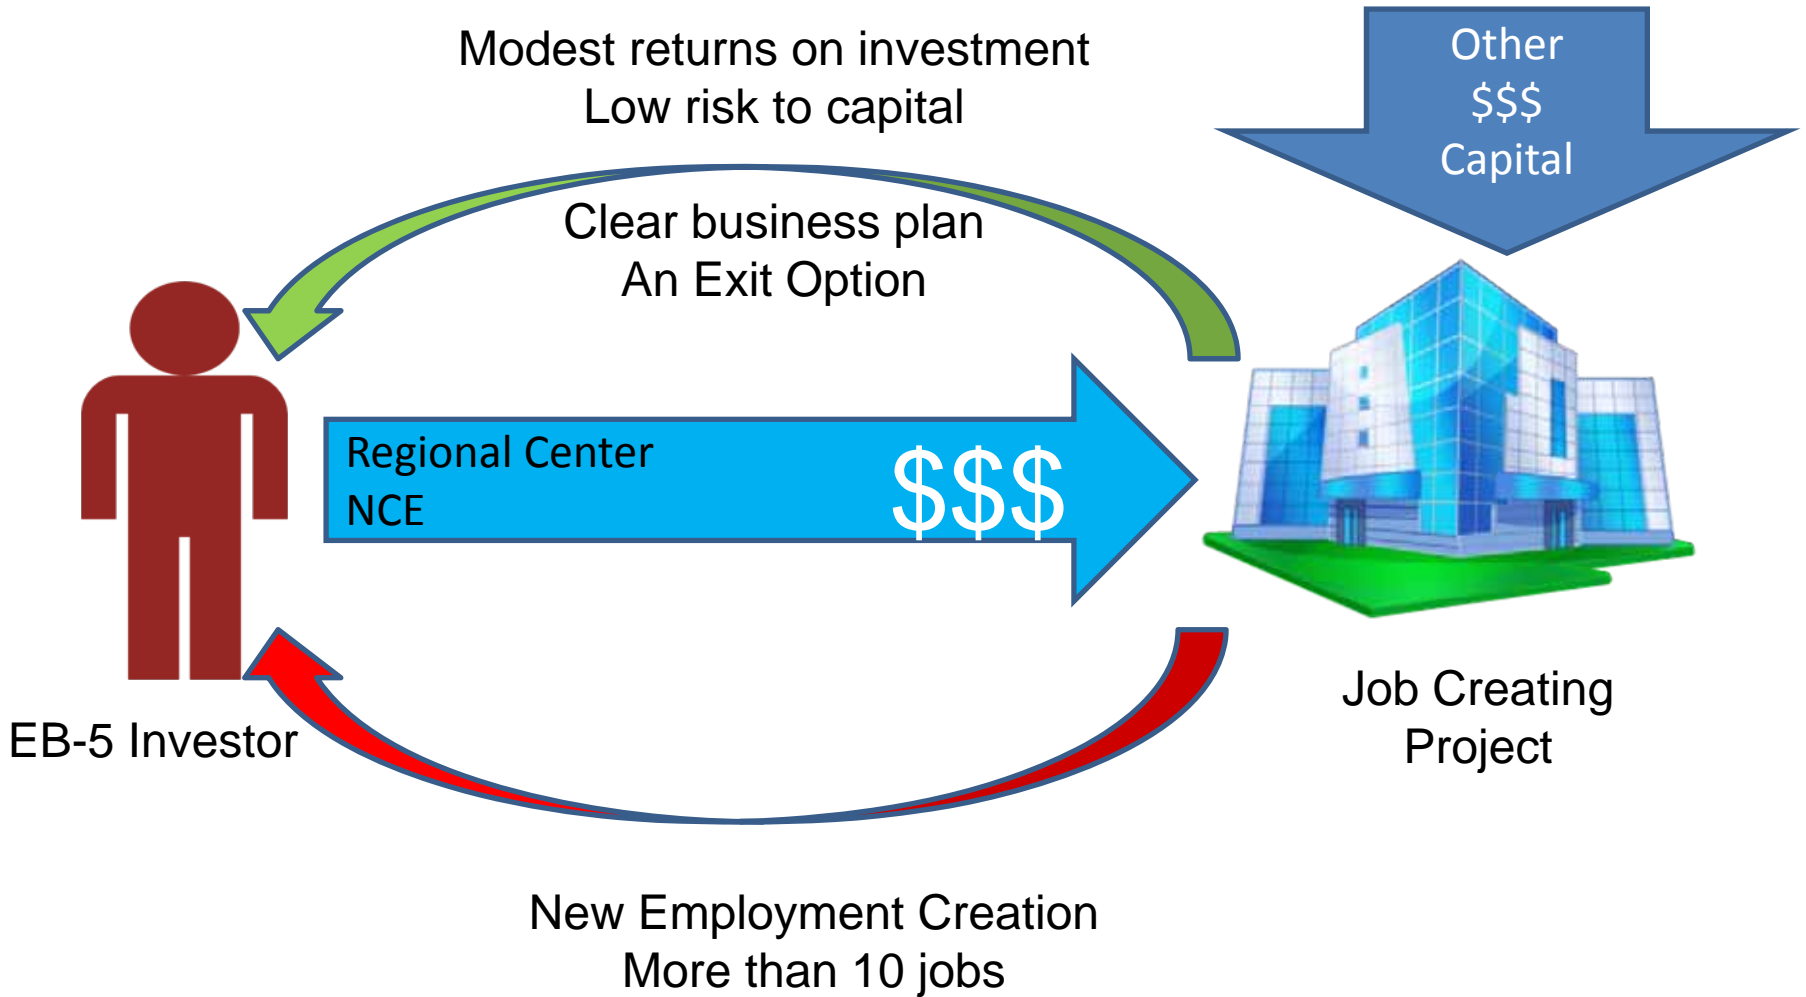 Modest returns on investment
Low risk to capital
Other
$$$
Capital
Clear business plan
An Exit Option
Regional Center
NCE
$$$
EB-5 Investor
Job Creating
Project
New Employment Creation
More than 10 jobs